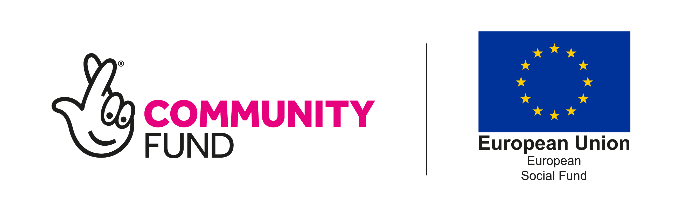 COMMUNITY
FUND
European Union
European
Social Fund